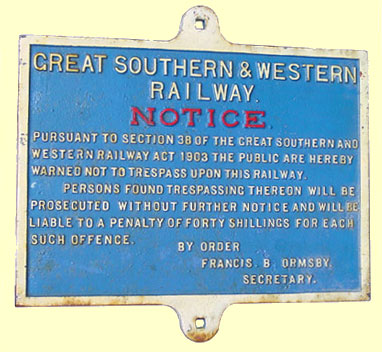 GREAT SOUTHERN & WESTERN
RAILWAY.
NOTICE.
PURSUANT TO SECTION 38 OF THE GREAT SOUTHERN AND
WESTERN RAILWAY ACT 1903 THE PUBLIC ARE HEREBY
WARNED NOT TO TRESPASS UPON THIS RAILWAY.
PERSONS FOUND TRESPASSING THEREON WILL BE
PROSECUTED WITHOUT FURTHER NOTICE AND WILL BE
LIABLE TO A PENALTY OF FORTY SHILLINGS FOR EACH
SUCH OFFENCE.
BY ORDER
FRANCIS. B. ORMSBY,
SECRETARY.